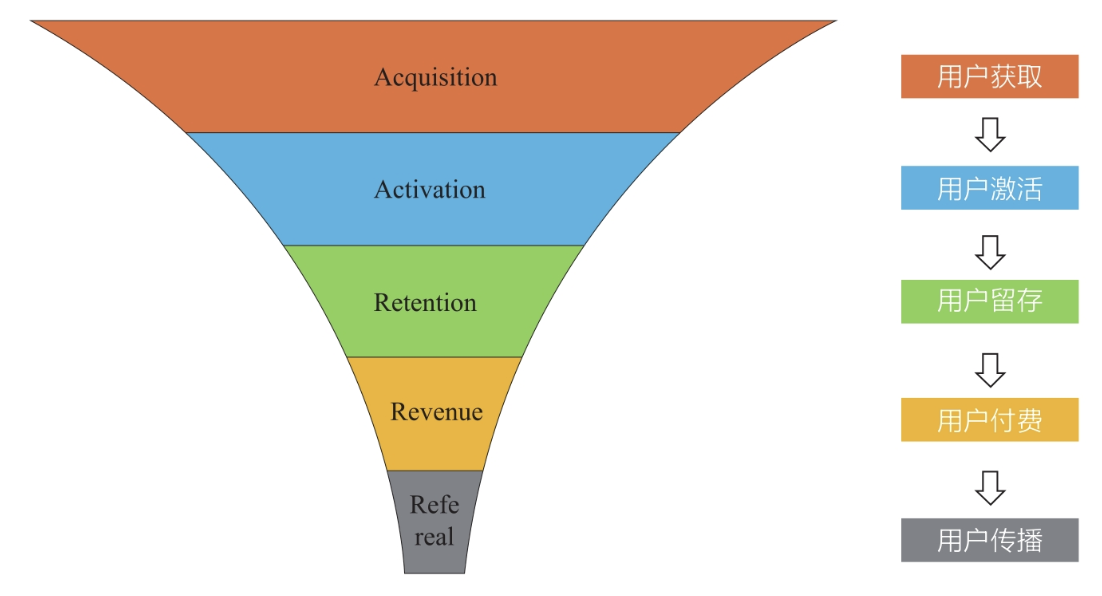 Acquisition
用户获取
Activation
用户激活
Retention
用户留存
Revenue
用户付费
Refe
real
用户传播